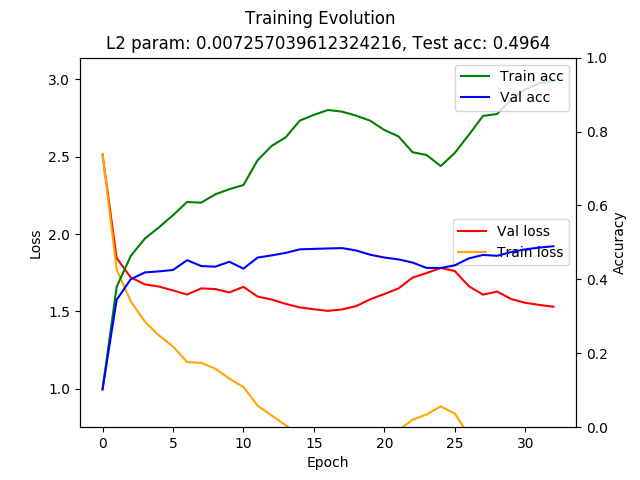 Training Evolution
L2 param: 0.007257039612324216, Test acc: 0.4964
3.0
2.5
2.0
1.5
1.0
Loss
1.0
0.8
0.6
0.4
0.2
0.0
Accuracy
Train acc
Val acc
Val loss
Train loss
0 5 10 15 20 25 30
Epoch